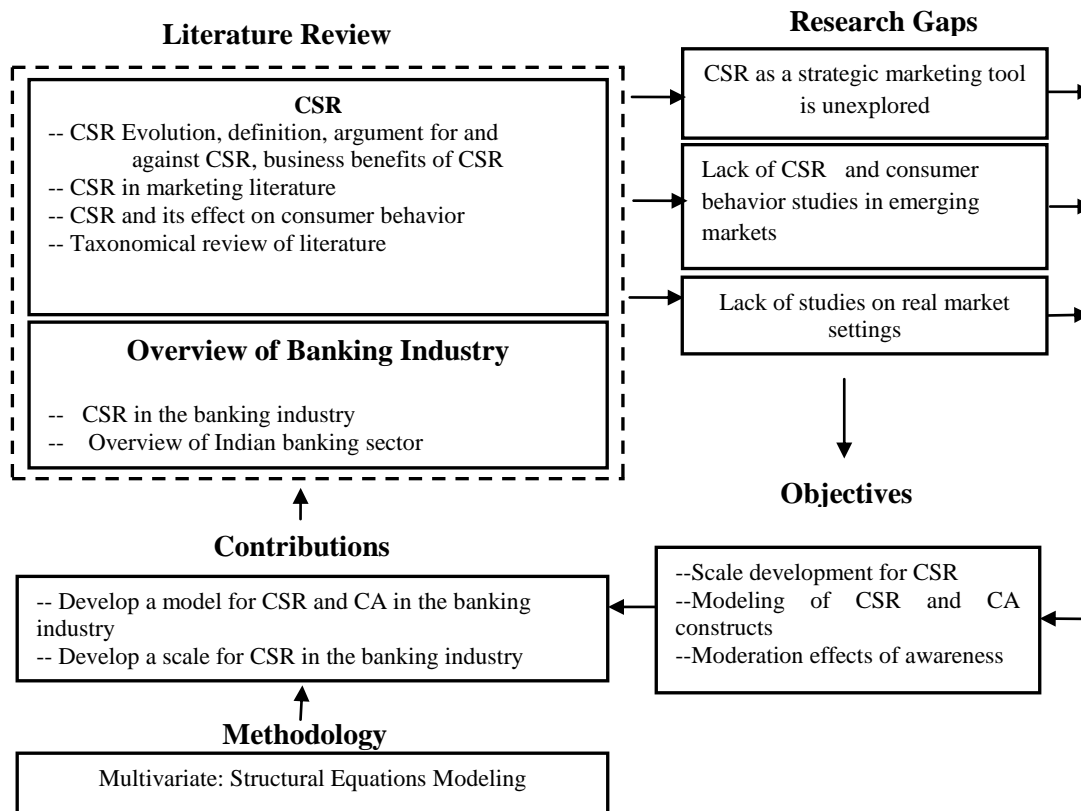 Literature Review
CSR
-- CSR Evolution, definition, argument for and
against CSR, business benefits of CSR
-- CSR in marketing literature
-- CSR and its effect on consumer behavior
-- Taxonomical review of literature
Overview of Banking Industry
-- CSR in the banking industry
-- Overview of Indian banking sector
Research Gaps
CSR as a strategic marketing tool
is unexplored
Lack of CSR and consumer
behavior studies in emerging
markets
Lack of studies on real market
settings
Objectives
--Scale development for CSR
--Modeling of CSR and CA
constructs
--Moderation effects of awareness
Contributions
-- Develop a model for CSR and CA in the banking
industry
-- Develop a scale for CSR in the banking industry
Methodology
Multivariate: Structural Equations Modeling